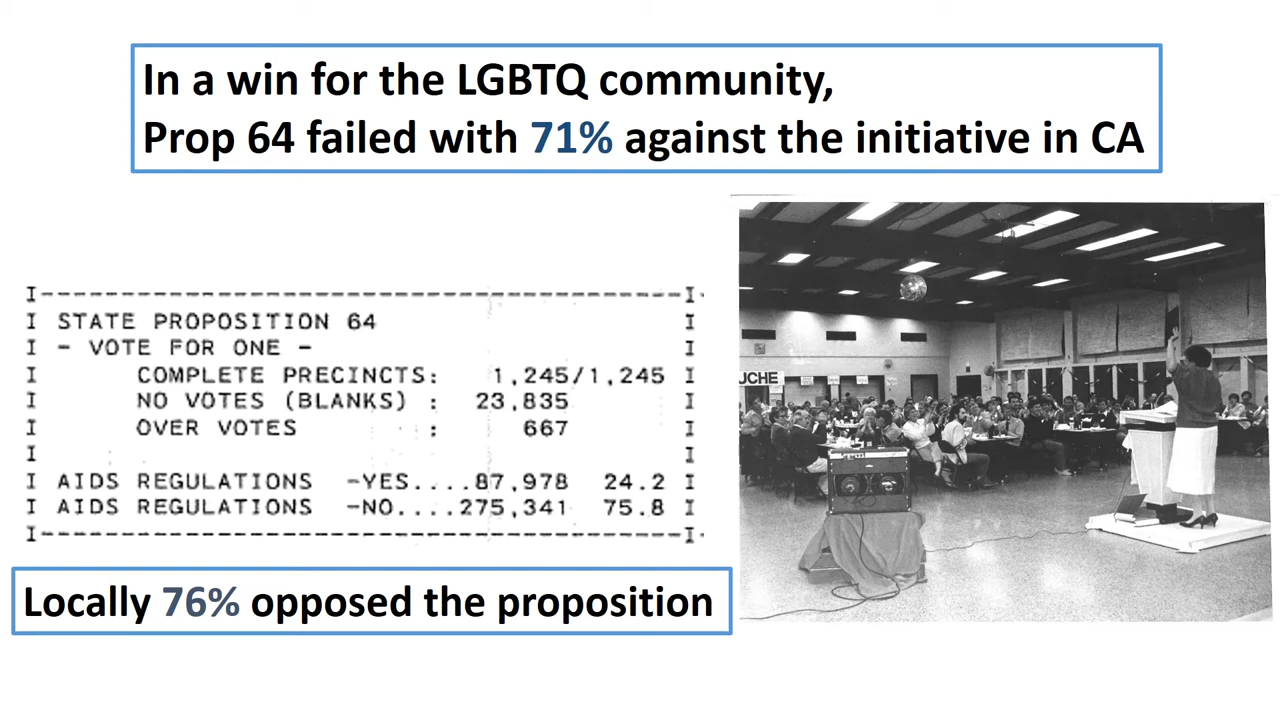 In a win for the LGBTQ community,
Prop 64 failed with 71% against the initiative in CA
I-----------------------------------------I-
I STATE PROPOSITION 64 I
I - VOTE FOR ONE - I
I COMPLETE PRECINCTS: 1,245/1,245 I
I NO VOTES (BLANKS) : 23,835 I
I OVER VOTES : 667 I
I I
I AIDS REGULATIONS -YES....87,978 24.2 I
I AIDS REGULATIONS -NO....275,341 75.8 I
I-----------------------------------------I-
UCHE
Locally 76% opposed the proposition